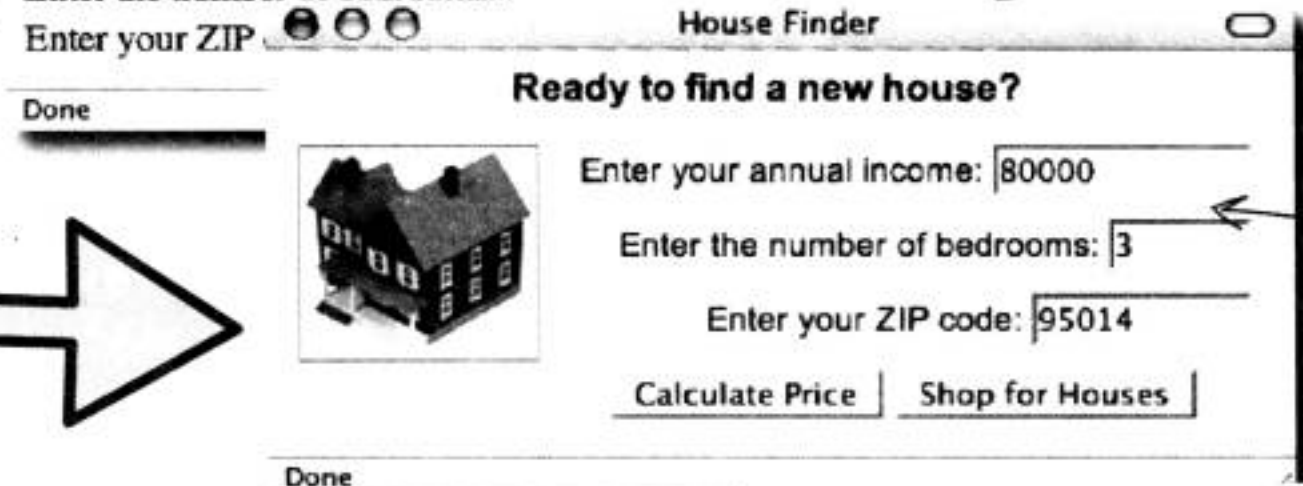 Enter your ZIP
Done
House Finder
Ready to find a new house?
Enter your annual income: 80000
Enter the number of bedrooms: 3
Enter your ZIP code: 95014
Calculate Price
Shop for Houses
Done